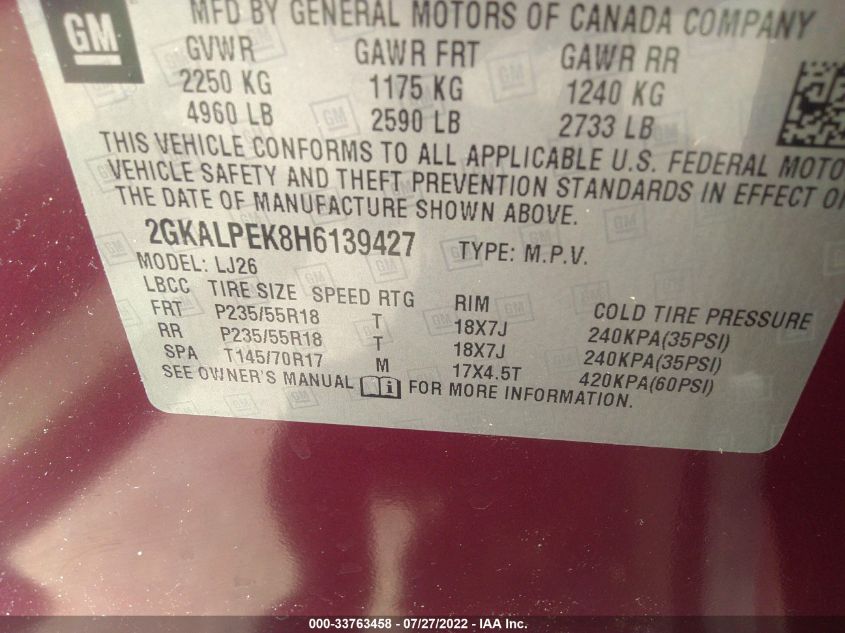 GM
MFD BY GENERAL MOTORS OF CANADA COMPANY
GVWR GAWR FRT GAWR RR
2250 KG 1175 KG 1240 KG
4960 LB 2590 LB 2733 LB
THIS VEHICLE CONFORMS TO ALL APPLICABLE U.S. FEDERAL MOTO
VEHICLE SAFETY AND THEFT PREVENTION STANDARDS IN EFFECT O
THE DATE OF MANUFACTURE SHOWN ABOVE.
2GKALPEK8H6139427 TYPE: M.P.V.
MODEL: LJ26
LBCC TIRE SIZE SPEED RTG RIM COLD TIRE PRESSURE
FRT P235/55R18 T 18X7J 240KPA(35PSI)
RR P235/55R18 T 18X7J 240KPA(35PSI)
SPA T145/70R17 M 17X4.5T 420KPA(60PSI)
SEE OWNER'S MANUAL i FOR MORE INFORMATION.
000-33763458 - 07/27/2022 - IAA Inc.